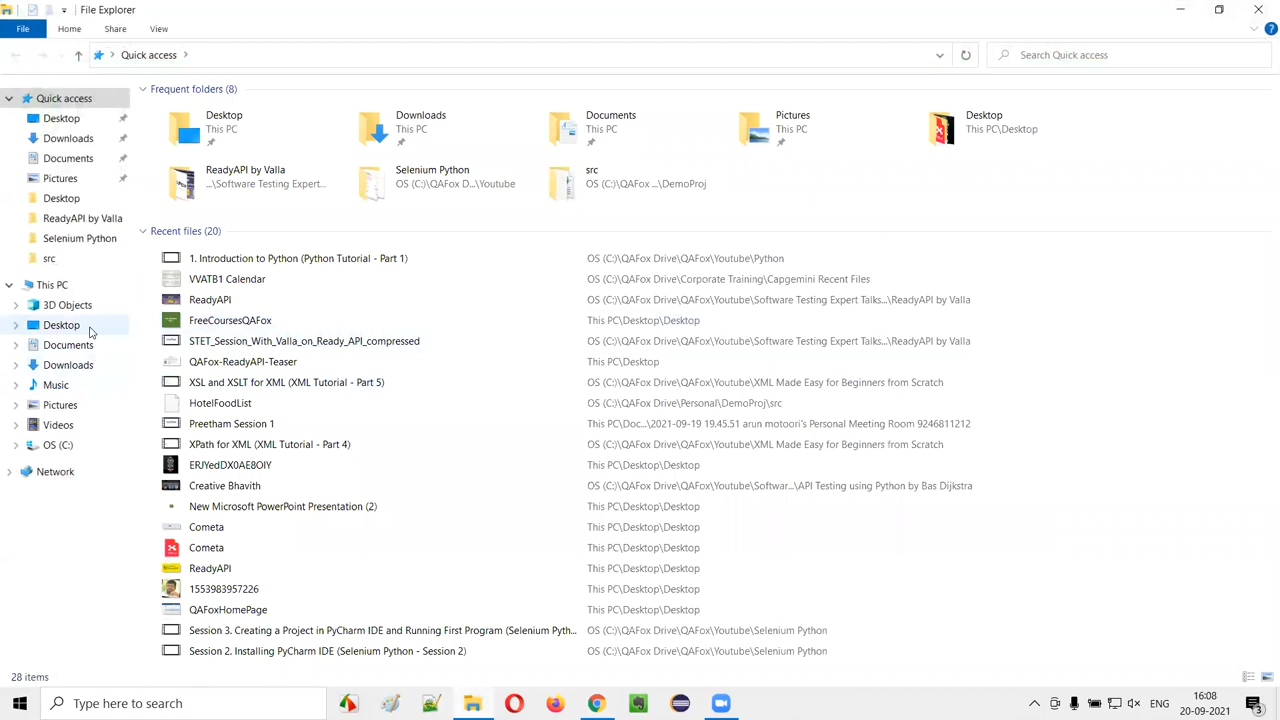 File Explorer
File Home Share View
Quick access
Search Quick access
Quick access
Desktop
Downloads
Documents
Pictures
Desktop
ReadyAPI by Valla
Selenium Python
src
This PC
3D Objects
Desktop
Documents
Downloads
Music
Pictures
Videos
OS (C:)
Network
Frequent folders (8)
Desktop
This PC
Downloads
This PC
Documents
This PC
Pictures
This PC
Desktop
This PC\Desktop
ReadyAPI by Valla
...\Software Testing Expert...
Selenium Python
OS (C:)\QAFox D...\Youtube
src
OS (C:)\QAFox ...\DemoProj
Recent files (20)
1. Introduction to Python (Python Tutorial - Part 1) OS (C:)\QAFox Drive\QAFox\Youtube\Python
VVATB1 Calendar OS (C:)\QAFox Drive\Corporate Training\Capgemini Recent Files
ReadyAPI OS (C:)\QAFox Drive\QAFox\Youtube\Software Testing Expert Talks...\ReadyAPI by Valla
FreeCoursesQAFox This PC\Desktop\Desktop
STET_Session_With_Valla_on_Ready_API_compressed OS (C:)\QAFox Drive\QAFox\Youtube\Software Testing Expert Talks...\ReadyAPI by Valla
QAFox-ReadyAPI-Teaser This PC\Desktop
XSL and XSLT for XML (XML Tutorial - Part 5) OS (C:)\QAFox Drive\QAFox\Youtube\XML Made Easy for Beginners from Scratch
HotelFoodList OS (C:)\QAFox Drive\Personal\DemoProj\src
Preetham Session 1 This PC\Doc...\2021-09-19 19.45.51 arun motoori's Personal Meeting Room 9246811212
XPath for XML (XML Tutorial - Part 4) OS (C:)\QAFox Drive\QAFox\Youtube\XML Made Easy for Beginners from Scratch
ERJYedDX0AE8OIY This PC\Desktop\Desktop
Creative Bhavith OS (C:)\QAFox Drive\QAFox\Youtube\Softwar...\API Testing using Python by Bas Dijkstra
New Microsoft PowerPoint Presentation (2) This PC\Desktop\Desktop
Cometa This PC\Desktop\Desktop
Cometa This PC\Desktop\Desktop
ReadyAPI This PC\Desktop\Desktop
1553983957226 This PC\Desktop\Desktop
QAFoxHomePage This PC\Desktop\Desktop
Session 3. Creating a Project in PyCharm IDE and Running First Program (Selenium Pyth... OS (C:)\QAFox Drive\QAFox\Youtube\Selenium Python
Session 2. Installing PyCharm IDE (Selenium Python - Session 2) OS (C:)\QAFox Drive\QAFox\Youtube\Selenium Python
28 items
Type here to search
ENG
16:08
20-09-2021
3